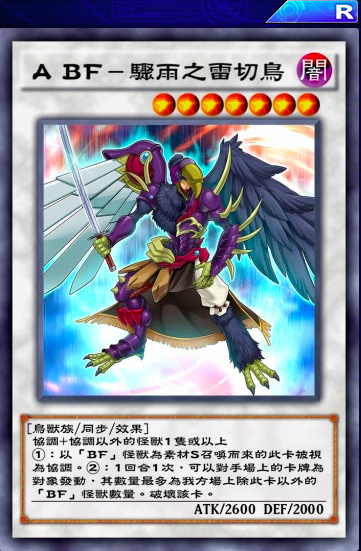 R
A BF－驟雨之雷切鳥
闇
[鳥獸族/同步/效果]
協調+協調以外的怪獸1隻或以上
①：以「BF」怪獸為素材S召喚而來的此卡被視
為協調。②：1回合1次，可以對手場上的卡牌為
對象發動，其數量最多為我方場上除此卡以外的
「BF」怪獸數量。破壞該卡。
ATK/2600 DEF/2000